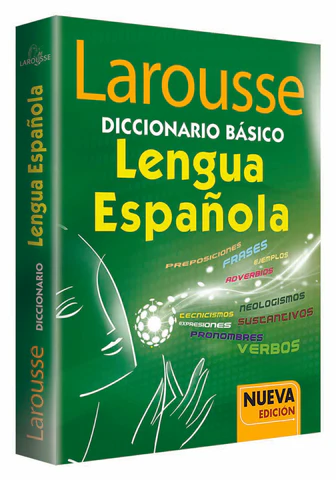 LAROUSSE
Larousse
DICCIONARIO
Lengua Española
Larousse
DICCIONARIO BÁSICO
Lengua
Española
PREPOSICIONES
FRASES
EJEMPLOS
ADVERBIOS
NEOLOGISMOS
TECNICISMOS
SUSTANTIVOS
EXPRESIONES
PRONOMBRES
VERBOS
NUEVA
EDICIÓN